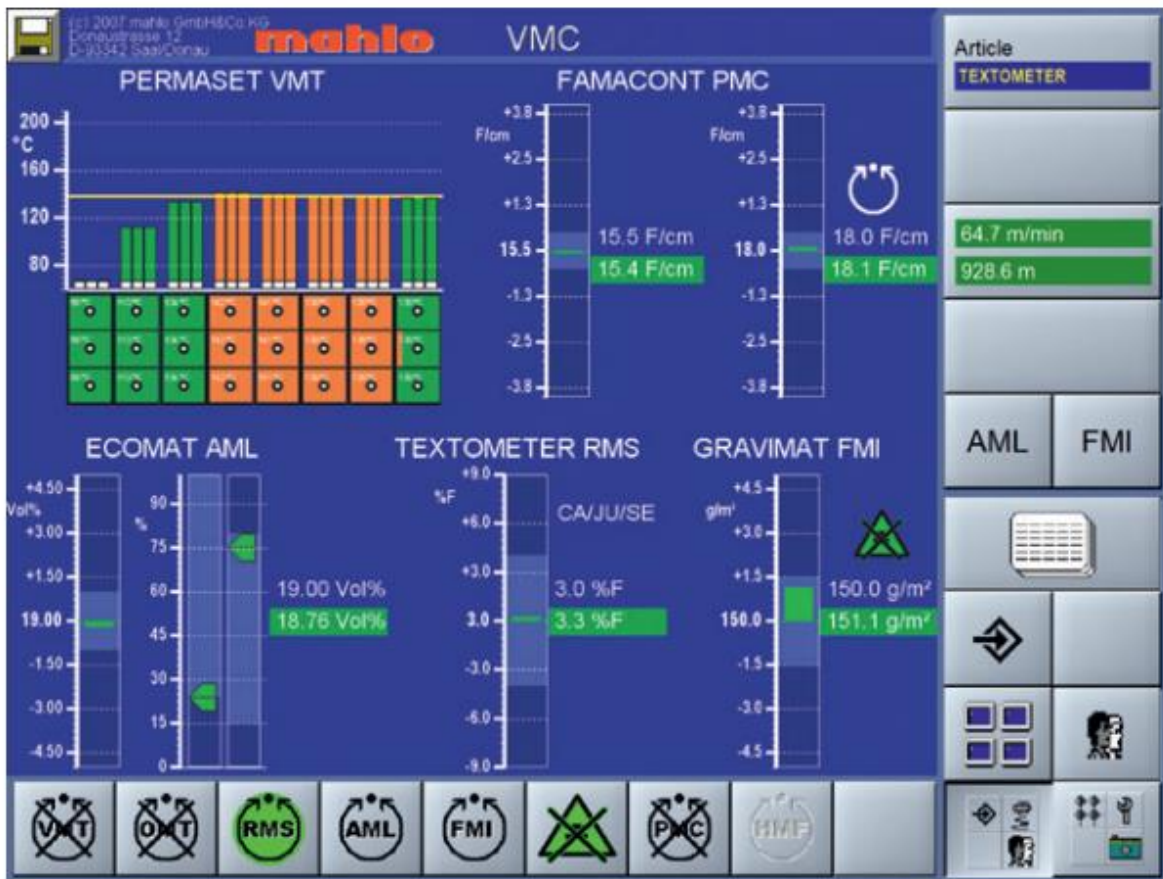 (c) 2007 mahlo GmbH&Co.KG
Donaustrasse 12
D-93342 Saal/Donau
mahlo
VMC
PERMASET VMT
200
°C
160
120
80
FAMACONT PMC
+3.8
F/cm
+2.5
+1.3
15.5
-1.3
-2.5
-3.8
15.5 F/cm
15.4 F/cm
+3.8
F/cm
+2.5
+1.3
18.0
-1.3
-2.5
-3.8
18.0 F/cm
18.1 F/cm
ECOMAT AML
+4.50
Vol%
+3.00
+1.50
19.00
-1.50
-3.00
-4.50
90
%
75
60
45
30
15
0
19.00 Vol%
18.76 Vol%
TEXTOMETER RMS
+9.0
%F
+6.0
+3.0
3.0
-3.0
-6.0
-9.0
CA/JU/SE
3.0 %F
3.3 %F
GRAVIMAT FMI
+4.5
g/m²
+3.0
+1.5
150.0
-1.5
-3.0
-4.5
150.0 g/m²
151.1 g/m²
Article
TEXTOMETER
64.7 m/min
928.6 m
AML
FMI
VMT
OMT
RMS
AML
FMI
PMC
HMF